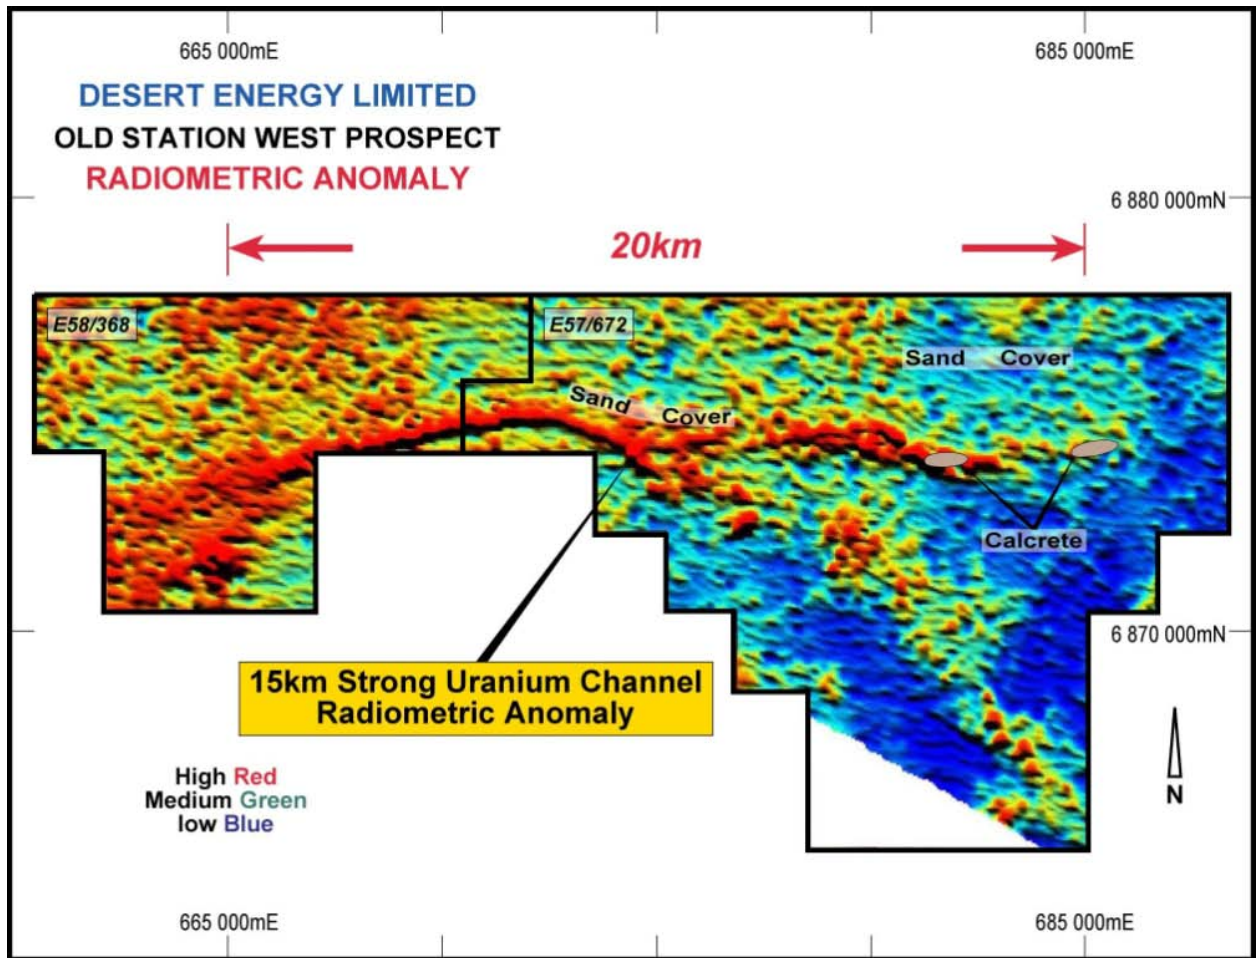 665 000mE
685 000mE
DESERT ENERGY LIMITED
OLD STATION WEST PROSPECT
RADIOMETRIC ANOMALY
6 880 000mN
20km
E58/368
E57/672
Sand Cover
Sand Cover
Calcrete
6 870 000mN
15km Strong Uranium Channel
Radiometric Anomaly
High Red
Medium Green
low Blue
N
665 000mE
685 000mE